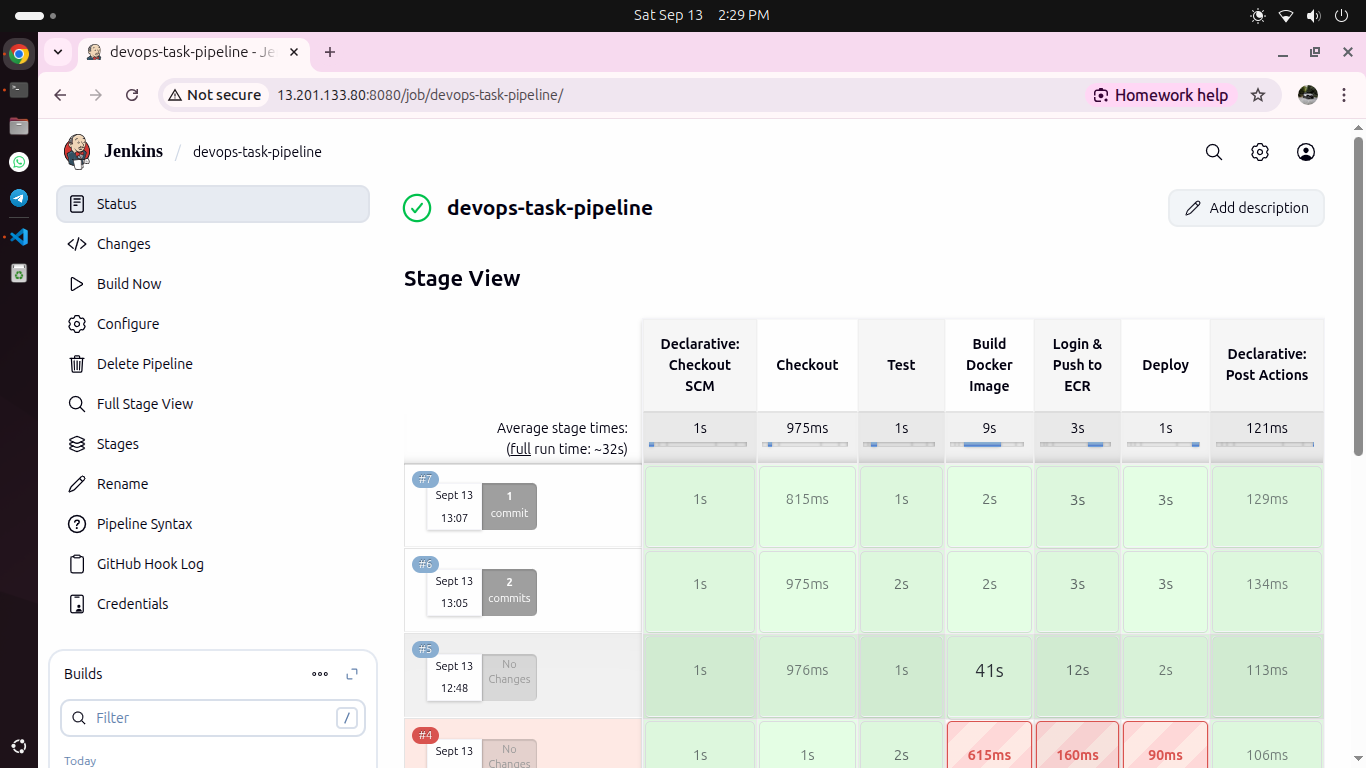 Sat Sep 13 2:29 PM
devops-task-pipeline - Je
Not secure
13.201.133.80:8080/job/devops-task-pipeline/
Homework help
Jenkins / devops-task-pipeline
Status
Changes
Build Now
Configure
Delete Pipeline
Full Stage View
Stages
Rename
Pipeline Syntax
GitHub Hook Log
Credentials
Builds
Filter /
Today
devops-task-pipeline
Add description
Stage View
Declarative:
Checkout
SCM
Checkout
Test
Build
Docker
Image
Login &
Push to
ECR
Deploy
Declarative:
Post Actions
Average stage times:
(full run time: ~32s)
1s 975ms 1s 9s 3s 1s 121ms
#7
Sept 13
13:07
1
commit
1s 815ms 1s 2s 3s 3s 129ms
#6
Sept 13
13:05
2
commits
1s 975ms 2s 2s 3s 3s 134ms
#5
Sept 13
12:48
No
Changes
1s 976ms 1s 41s 12s 2s 113ms
#4
Sept 13
No
Changes
1s 1s 2s 615ms 160ms 90ms 106ms